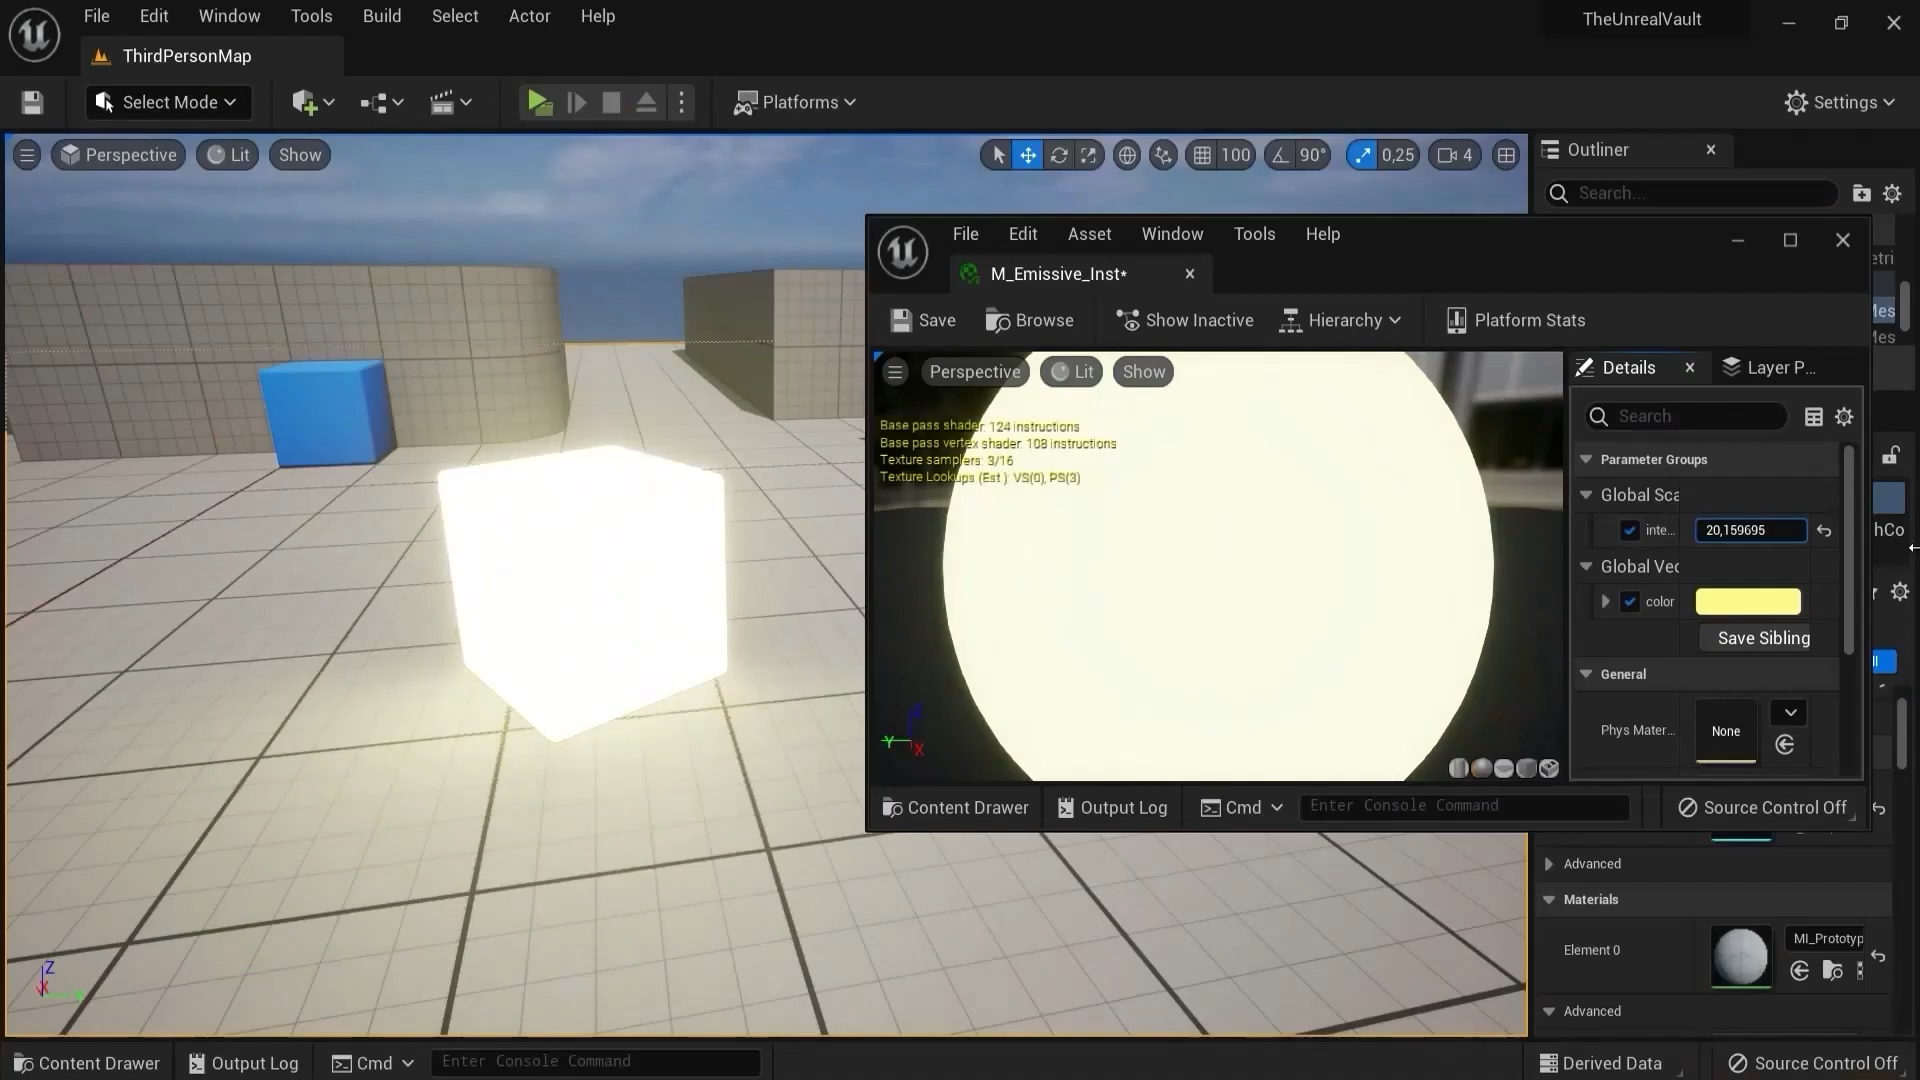 File Edit Window Tools Build Select Actor Help
TheUnrealVault
ThirdPersonMap
Select Mode
Platforms
Settings
Perspective Lit Show
100 90° 0,25 4
Outliner
Search...
File Edit Asset Window Tools Help
M_Emissive_Inst*
Save Browse Show Inactive Hierarchy Platform Stats
Perspective Lit Show
Base pass shader: 124 instructions
Base pass vertex shader: 108 instructions
Texture samplers: 3/16
Texture Lookups (Est.): VS(0), PS(3)
Details Layer P...
Search
Parameter Groups
Global Sca
inte... 20,159695
Global Vec
color
Save Sibling
General
Phys Mater... None
Y Z X
Content Drawer Output Log Cmd Enter Console Command Source Control Off
hCo
Advanced
Materials
Element 0 MI_Prototyp
Advanced
Z
X
Content Drawer Output Log Cmd Enter Console Command Derived Data Source Control Off